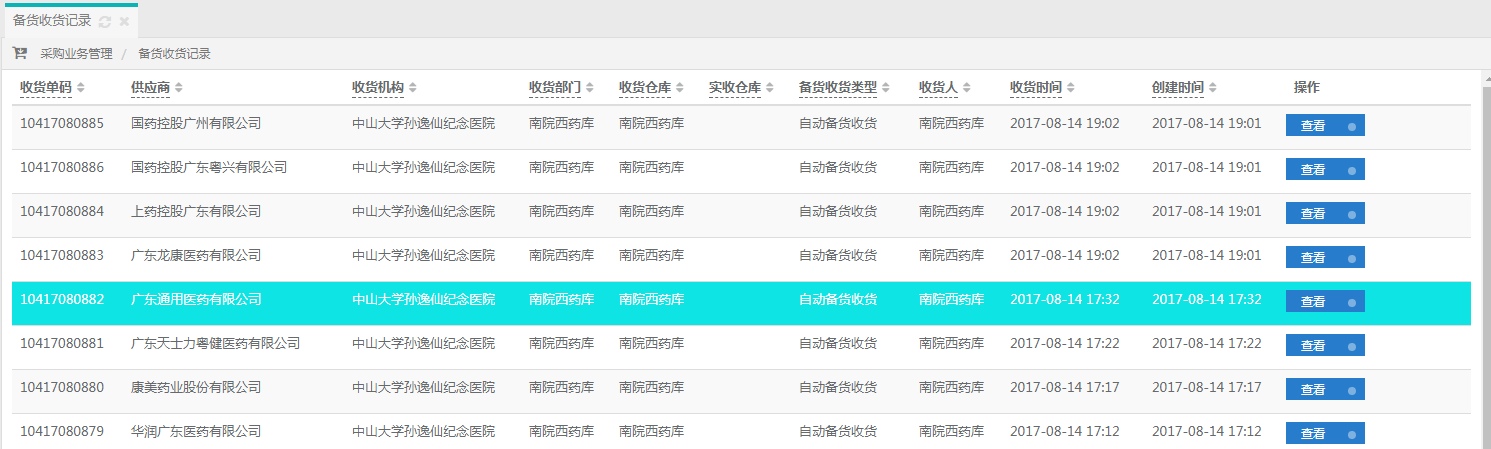 备货收货记录
采购业务管理 / 备货收货记录
收货单码 供应商 收货机构 收货部门 收货仓库 实收仓库 备货收货类型 收货人 收货时间 创建时间 操作
10417080885 国药控股广州有限公司 中山大学孙逸仙纪念医院 南院西药库 南院西药库 自动备货收货 南院西药库 2017-08-14 19:02 2017-08-14 19:01 查看
10417080886 国药控股广东粤兴有限公司 中山大学孙逸仙纪念医院 南院西药库 南院西药库 自动备货收货 南院西药库 2017-08-14 19:02 2017-08-14 19:01 查看
10417080884 上药控股广东有限公司 中山大学孙逸仙纪念医院 南院西药库 南院西药库 自动备货收货 南院西药库 2017-08-14 19:02 2017-08-14 19:01 查看
10417080883 广东龙康医药有限公司 中山大学孙逸仙纪念医院 南院西药库 南院西药库 自动备货收货 南院西药库 2017-08-14 19:02 2017-08-14 19:01 查看
10417080882 广东通用医药有限公司 中山大学孙逸仙纪念医院 南院西药库 南院西药库 自动备货收货 南院西药库 2017-08-14 17:32 2017-08-14 17:32 查看
10417080881 广东天士力粤健医药有限公司 中山大学孙逸仙纪念医院 南院西药库 南院西药库 自动备货收货 南院西药库 2017-08-14 17:22 2017-08-14 17:22 查看
10417080880 康美药业股份有限公司 中山大学孙逸仙纪念医院 南院西药库 南院西药库 自动备货收货 南院西药库 2017-08-14 17:17 2017-08-14 17:17 查看
10417080879 华润广东医药有限公司 中山大学孙逸仙纪念医院 南院西药库 南院西药库 自动备货收货 南院西药库 2017-08-14 17:12 2017-08-14 17:12 查看